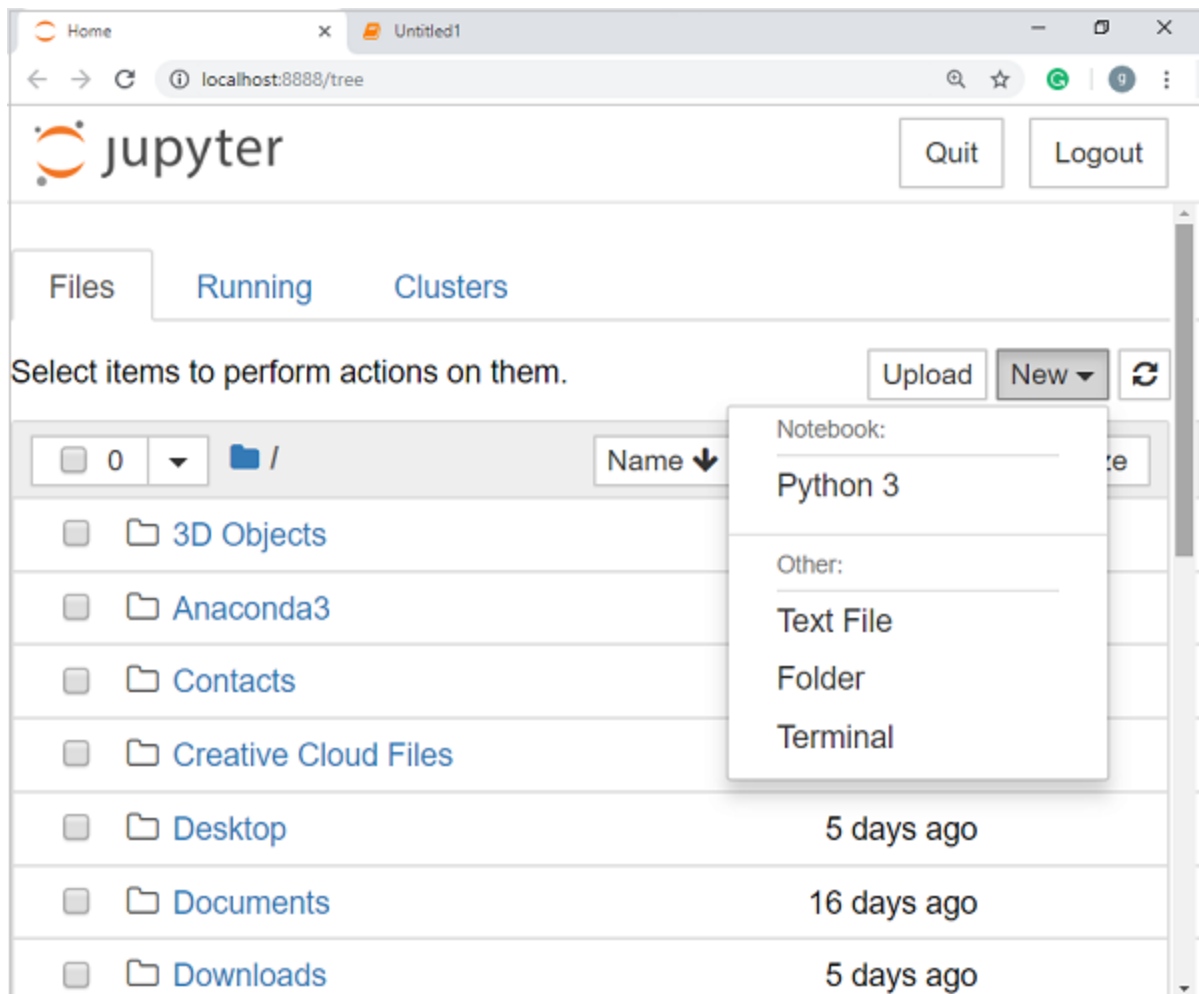 Home
Untitled1
localhost:8888/tree
g
jupyter
Quit
Logout
Files
Running
Clusters
Select items to perform actions on them.
Upload
New
0
/
Name
Notebook:
Python 3
Other:
Text File
Folder
Terminal
3D Objects
Anaconda3
Contacts
Creative Cloud Files
Desktop 5 days ago
Documents 16 days ago
Downloads 5 days ago